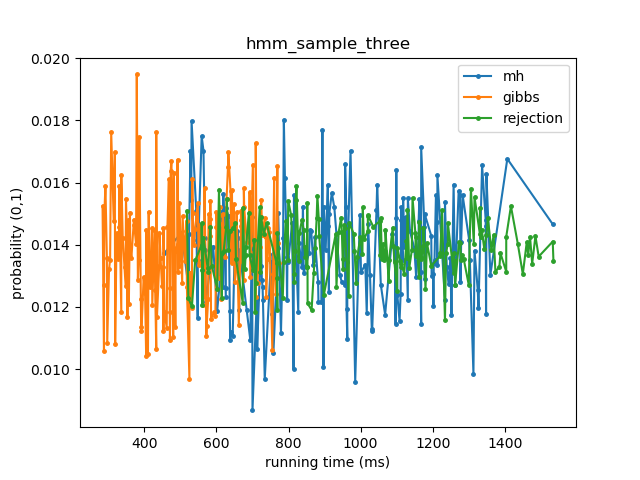 hmm_sample_three
0.020
0.018
0.016
0.014
0.012
0.010
probability (0,1)
mh
gibbs
rejection
400 600 800 1000 1200 1400
running time (ms)